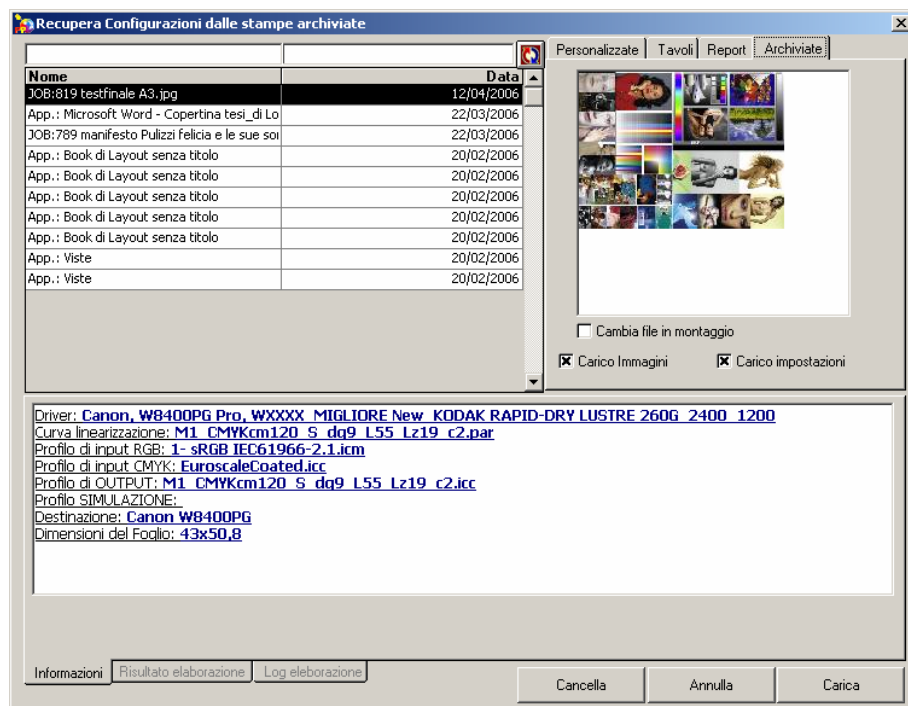 Recupera Configurazioni dalle stampe archiviate
Personalizzate Tavoli Report Archiviate
Nome Data
JOB:819 testfinale A3.jpg 12/04/2006
App.: Microsoft Word - Copertina tesi_di Lo 22/03/2006
JOB:789 manifesto Pulizzi felicia e le sue sor 22/03/2006
App.: Book di Layout senza titolo 20/02/2006
App.: Book di Layout senza titolo 20/02/2006
App.: Book di Layout senza titolo 20/02/2006
App.: Book di Layout senza titolo 20/02/2006
App.: Book di Layout senza titolo 20/02/2006
App.: Viste 20/02/2006
App.: Viste 20/02/2006
Cambia file in montaggio
Carico Immagini Carico impostazioni
Driver: Canon, W8400PG Pro, WXXXX_MIGLIORE New_KODAK RAPID-DRY LUSTRE 260G_2400_1200
Curva linearizzazione: M1_CMYKcm120_S_dq9_L55_Lz19_c2.par
Profilo di input RGB: 1- sRGB IEC61966-2.1.icm
Profilo di input CMYK: EuroscaleCoated.icc
Profilo di OUTPUT: M1_CMYKcm120_S_dq9_L55_Lz19_c2.icc
Profilo SIMULAZIONE:
Destinazione: Canon W8400PG
Dimensioni del Foglio: 43x50,8
Informazioni Risultato elaborazione Log eleborazione
Cancella Annulla Carica